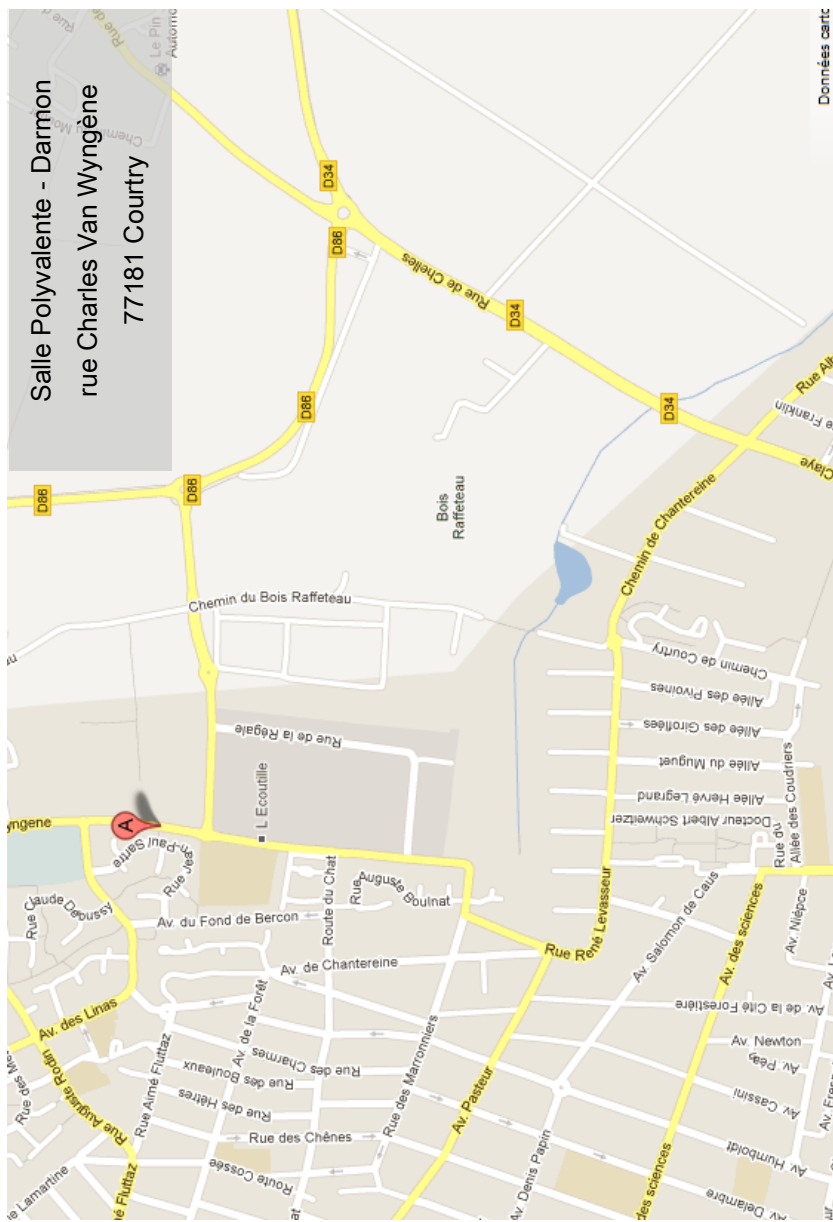 Salle Polyvalente - Darmon
rue Charles Van Wyngène
77181 Courtry
Le Pin
D34
D86
D86
D86
D86
Rue de Chelles
D34
D34
Bois
Raffeteau
Chemin du Bois Raffeteau
Chemin de Chantereine
Claye
Chemin de Courtry
Allée des Pivoines
Allée des Giroflées
Allée du Muguet
Allée Hervé Legrand
Docteur Albert Schweitzer
Rue du
Allée des Coudriers
Rue de la Régale
L Ecoutille
A
Rue Jean-Paul Sartre
Rue Claude Debussy
Av. du Fond de Bercon
Route du Chat
Rue Auguste Boulnat
Av. de Chantereine
Rue René Levasseur
Av. Salomon de Caus
Av. des sciences
Av. Niépce
Av. de la Cité Forestière
Av. Newton
Av. Cassini
Av. Humboldt
Av. Delambre
des sciences
Av. Denis Papin
Av. Pasteur
Rue des Marronniers
Av. des Linas
Rue Auguste Rodin
Rue Aimé Fluttaz
Av. de la Forêt
Rue des Charmes
Rue des Bouleaux
Rue des Hêtres
Rue des Chênes
Route Cossée
Lamartine
Fluttaz
Données carto